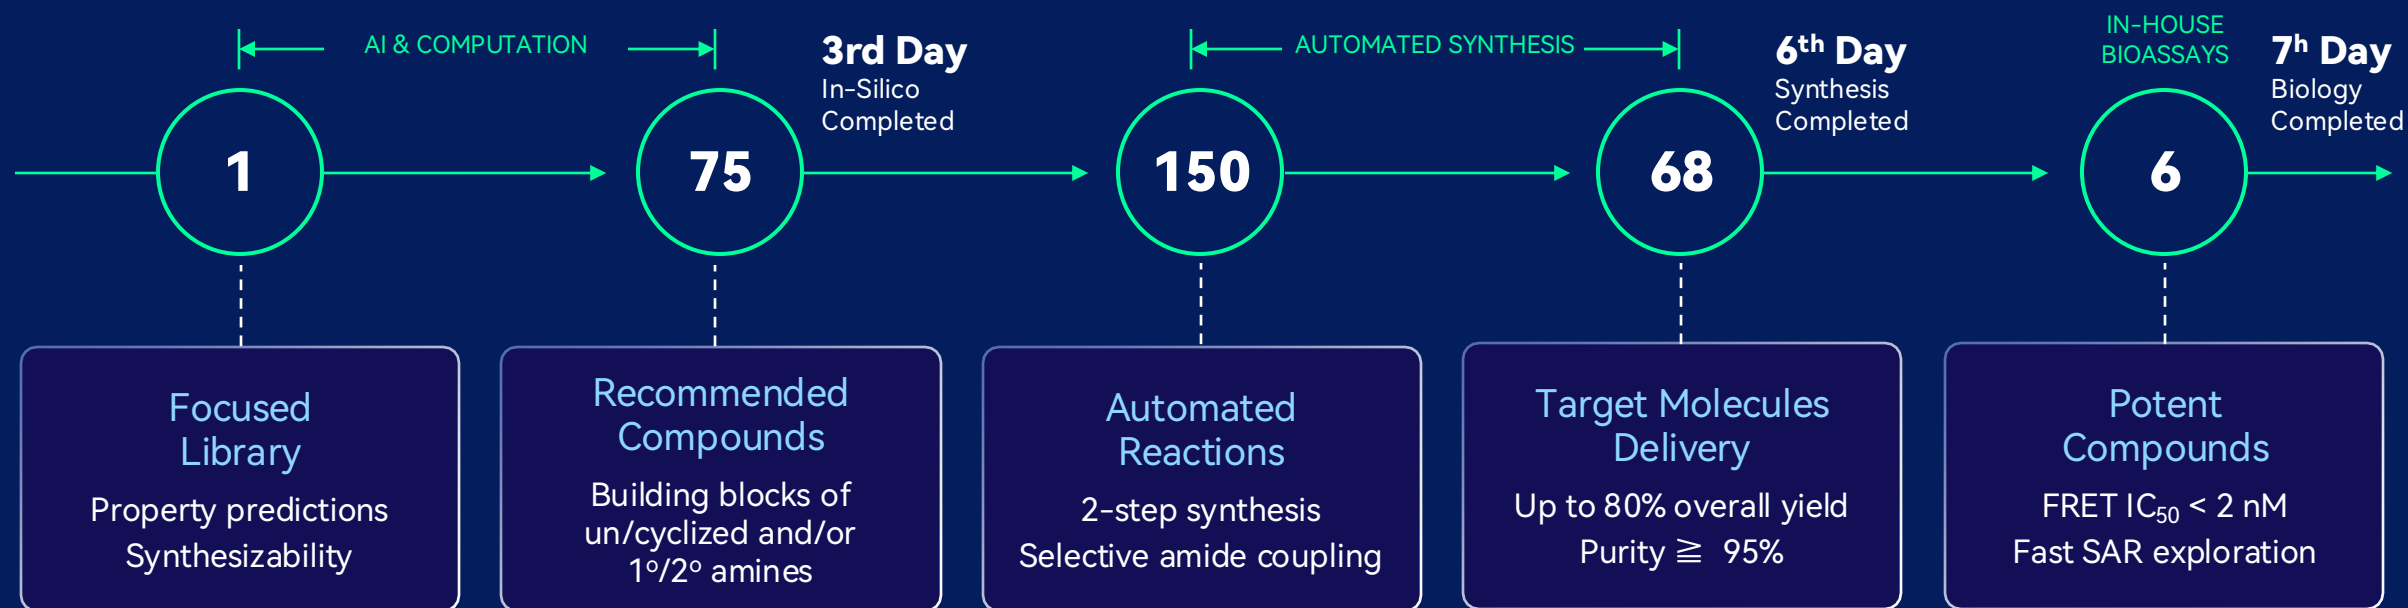 AI & COMPUTATION
3rd Day
In-Silico
Completed
AUTOMATED SYNTHESIS
6th Day
Synthesis
Completed
IN-HOUSE
BIOASSAYS
7h Day
Biology
Completed
1
75
150
68
6
Focused
Library
Property predictions
Synthesizability
Recommended
Compounds
Building blocks of
un/cyclized and/or
1º/2º amines
Automated
Reactions
2-step synthesis
Selective amide coupling
Target Molecules
Delivery
Up to 80% overall yield
Purity ≧ 95%
Potent
Compounds
FRET IC50 < 2 nM
Fast SAR exploration